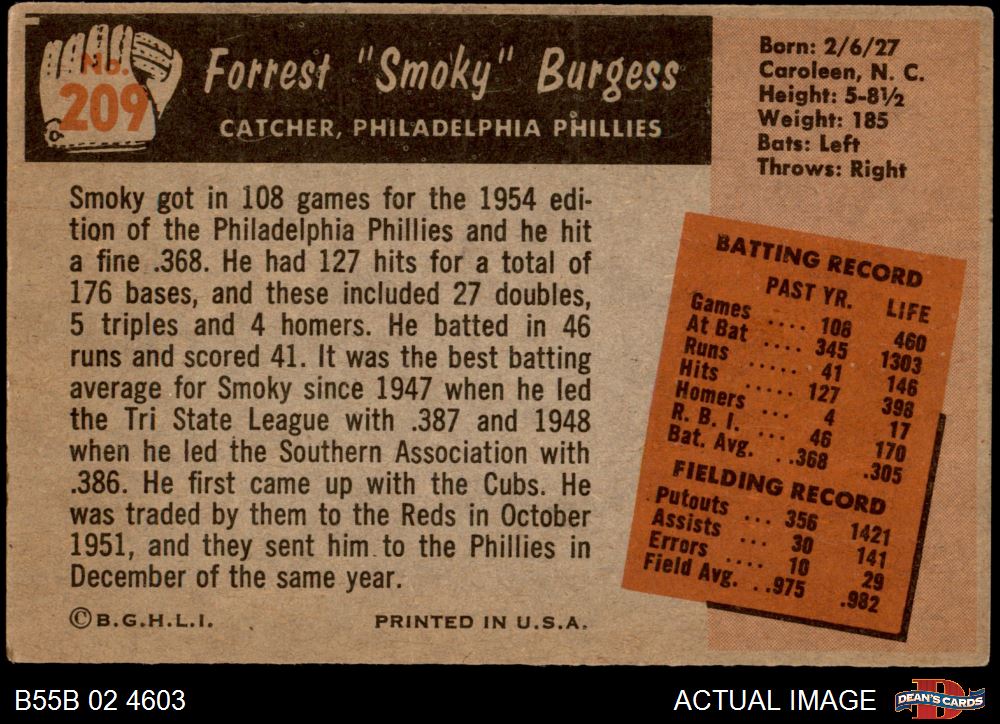 No.
209
Forrest "Smoky" Burgess
CATCHER, PHILADELPHIA PHILLIES
Born: 2/6/27
Caroleen, N. C.
Height: 5-8½
Weight: 185
Bats: Left
Throws: Right
Smoky got in 108 games for the 1954 edi-
tion of the Philadelphia Phillies and he hit
a fine .368. He had 127 hits for a total of
176 bases, and these included 27 doubles,
5 triples and 4 homers. He batted in 46
runs and scored 41. It was the best batting
average for Smoky since 1947 when he led
the Tri State League with .387 and 1948
when he led the Southern Association with
.386. He first came up with the Cubs. He
was traded by them to the Reds in October
1951, and they sent him to the Phillies in
December of the same year.
BATTING RECORD
PAST YR. LIFE
Games .... 108 460
At Bat .... 345 1303
Runs ..... 41 146
Hits ..... 127 398
Homers ... 4 17
R. B. I. ... 46 170
Bat. Avg. ..368 .305
FIELDING RECORD
Putouts ... 356 1421
Assists ... 30 141
Errors .... 10 29
Field Avg. ..975 .982
©B.G.H.L.I. PRINTED IN U.S.A.
B55B 02 4603 ACTUAL IMAGE D DEAN'S CARDS